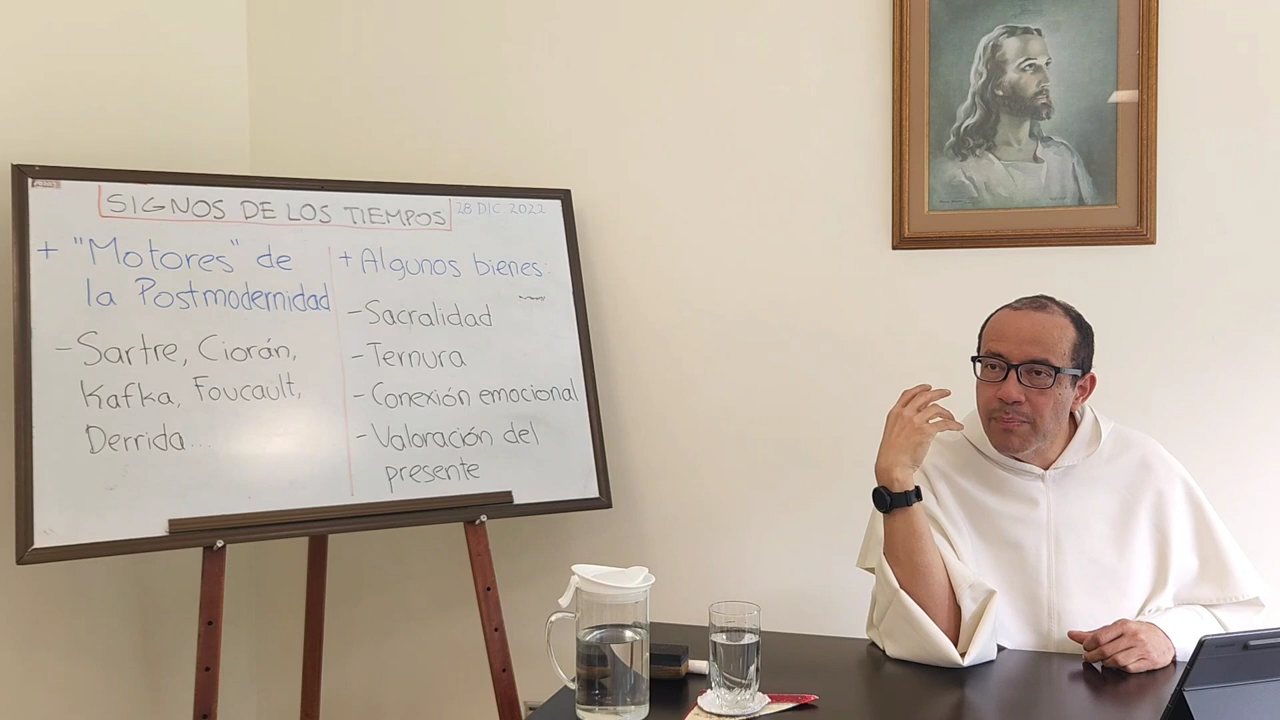 SIGNOS DE LOS TIEMPOS
28 DIC. 2022
+ "Motores" de
la Postmodernidad
- Sartre, Ciorán,
Kafka, Foucault,
Derrida...
+ Algunos bienes:
- Sacralidad
- Ternura
- Conexión emocional
- Valoración del
presente